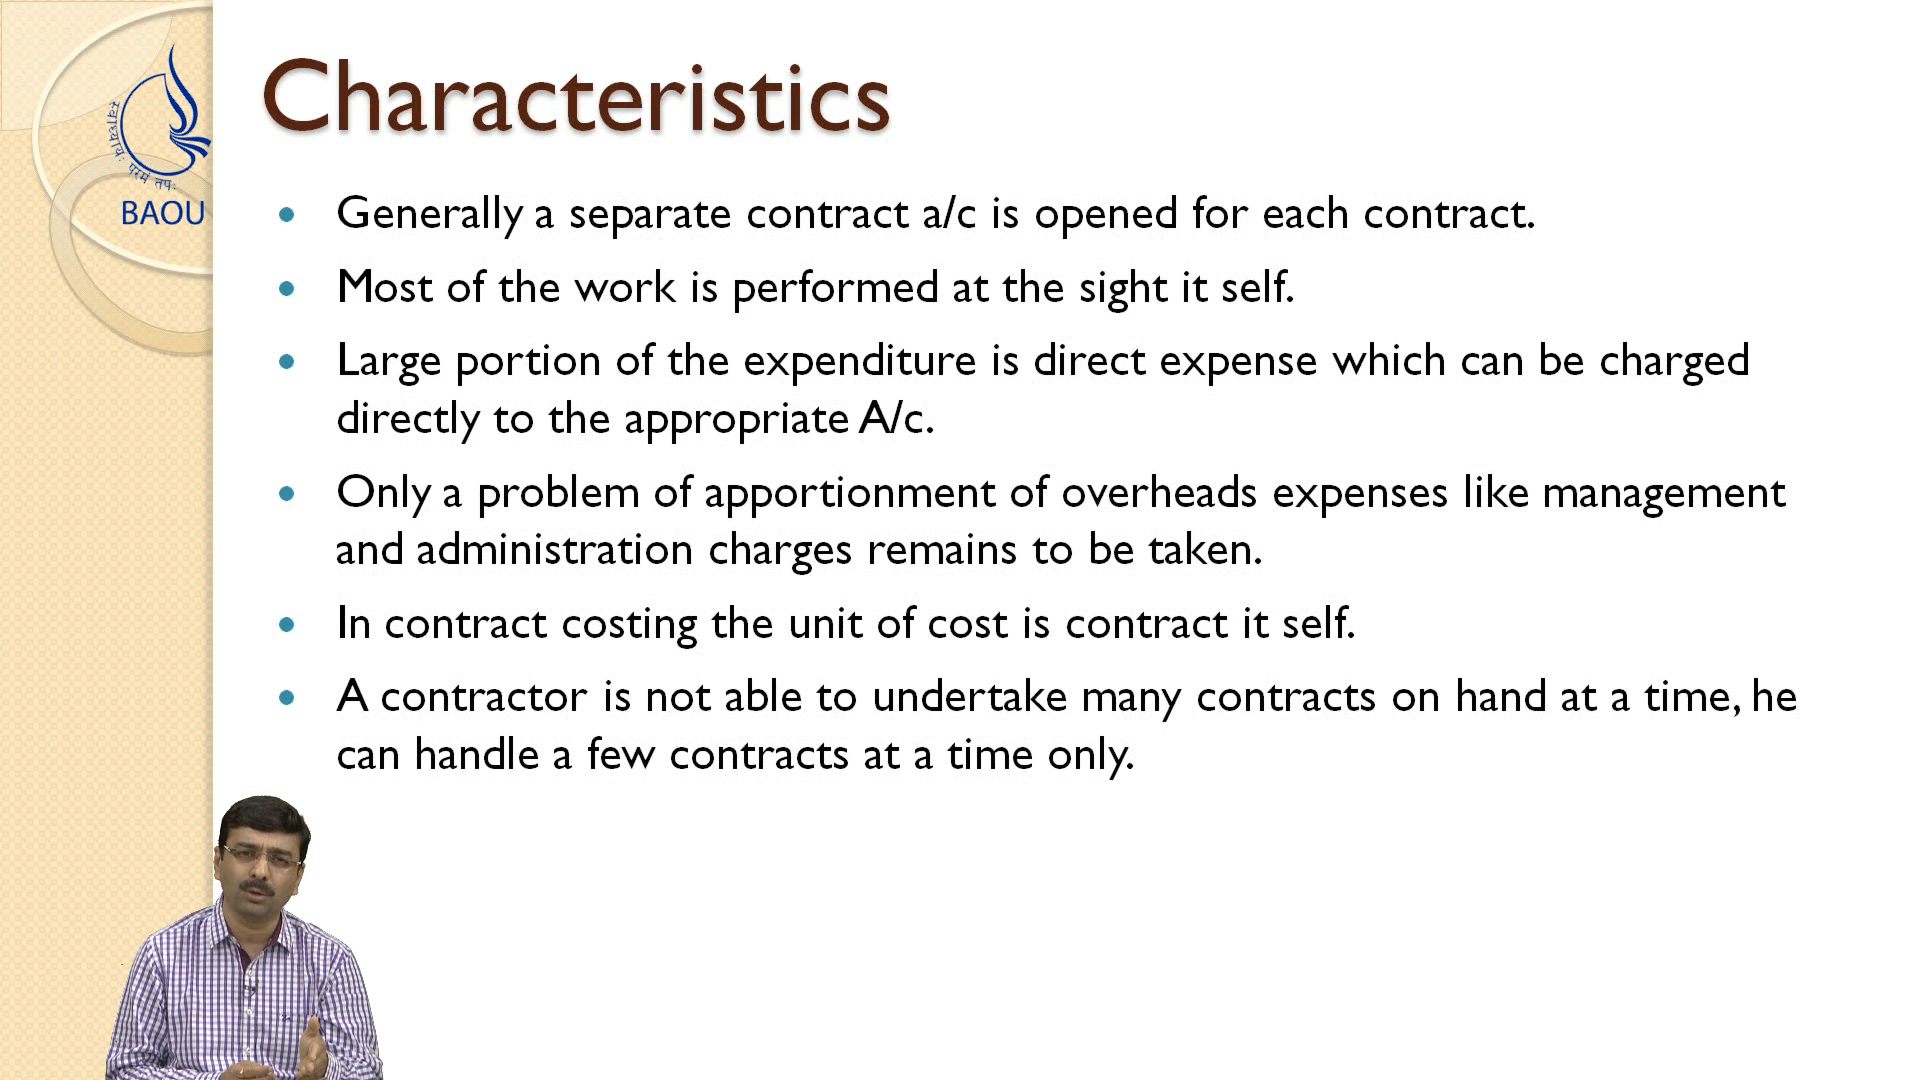 Characteristics
स्वाध्यायः परमं तपः
BAOU
Generally a separate contract a/c is opened for each contract.
Most of the work is performed at the sight it self.
Large portion of the expenditure is direct expense which can be charged
directly to the appropriate A/c.
Only a problem of apportionment of overheads expenses like management
and administration charges remains to be taken.
In contract costing the unit of cost is contract it self.
A contractor is not able to undertake many contracts on hand at a time, he
can handle a few contracts at a time only.